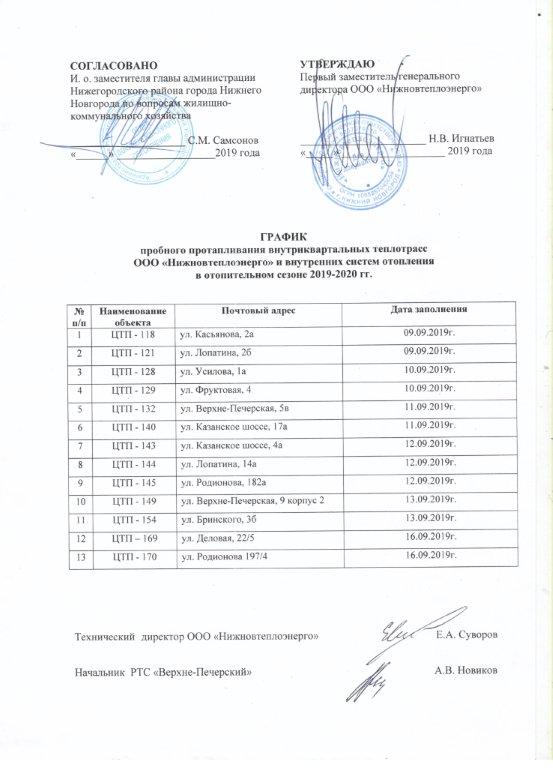 СОГЛАСОВАНО
И. о. заместителя главы администрации
Нижегородского района города Нижнего
Новгорода по вопросам жилищно-
коммунального хозяйства
С.М. Самсонов
«______»____________________2019 года
УТВЕРЖДАЮ
Первый заместитель генерального
директора ООО «Нижновтеплоэнерго»
Н.В. Игнатьев
«______»____________________ 2019 года
ГРАФИК
пробного протапливания внутриквартальных теплотрасс
ООО «Нижновтеплоэнерго» и внутренних систем отопления
в отопительном сезоне 2019-2020 гг.
№ п/п Наименование объекта Почтовый адрес Дата заполнения
1 ЦТП - 118 ул. Касьянова, 2а 09.09.2019г.
2 ЦТП - 121 ул. Лопатина, 2б 09.09.2019г.
3 ЦТП - 128 ул. Усилова, 1а 10.09.2019г.
4 ЦТП - 129 ул. Фруктовая, 4 10.09.2019г.
5 ЦТП - 132 ул. Верхне-Печерская, 5в 11.09.2019г.
6 ЦТП - 140 ул. Казанское шоссе, 17а 11.09.2019г.
7 ЦТП - 143 ул. Казанское шоссе, 4а 12.09.2019г.
8 ЦТП - 144 ул. Лопатина, 14а 12.09.2019г.
9 ЦТП - 145 ул. Родионова, 182а 12.09.2019г.
10 ЦТП - 149 ул. Верхне-Печерская, 9 корпус 2 13.09.2019г.
11 ЦТП - 154 ул. Бринского, 3б 13.09.2019г.
12 ЦТП – 169 ул. Деловая, 22/5 16.09.2019г.
13 ЦТП - 170 ул. Родионова 197/4 16.09.2019г.
Технический директор ООО «Нижновтеплоэнерго» Е.А. Суворов
Начальник РТС «Верхне-Печерский» А.В. Новиков